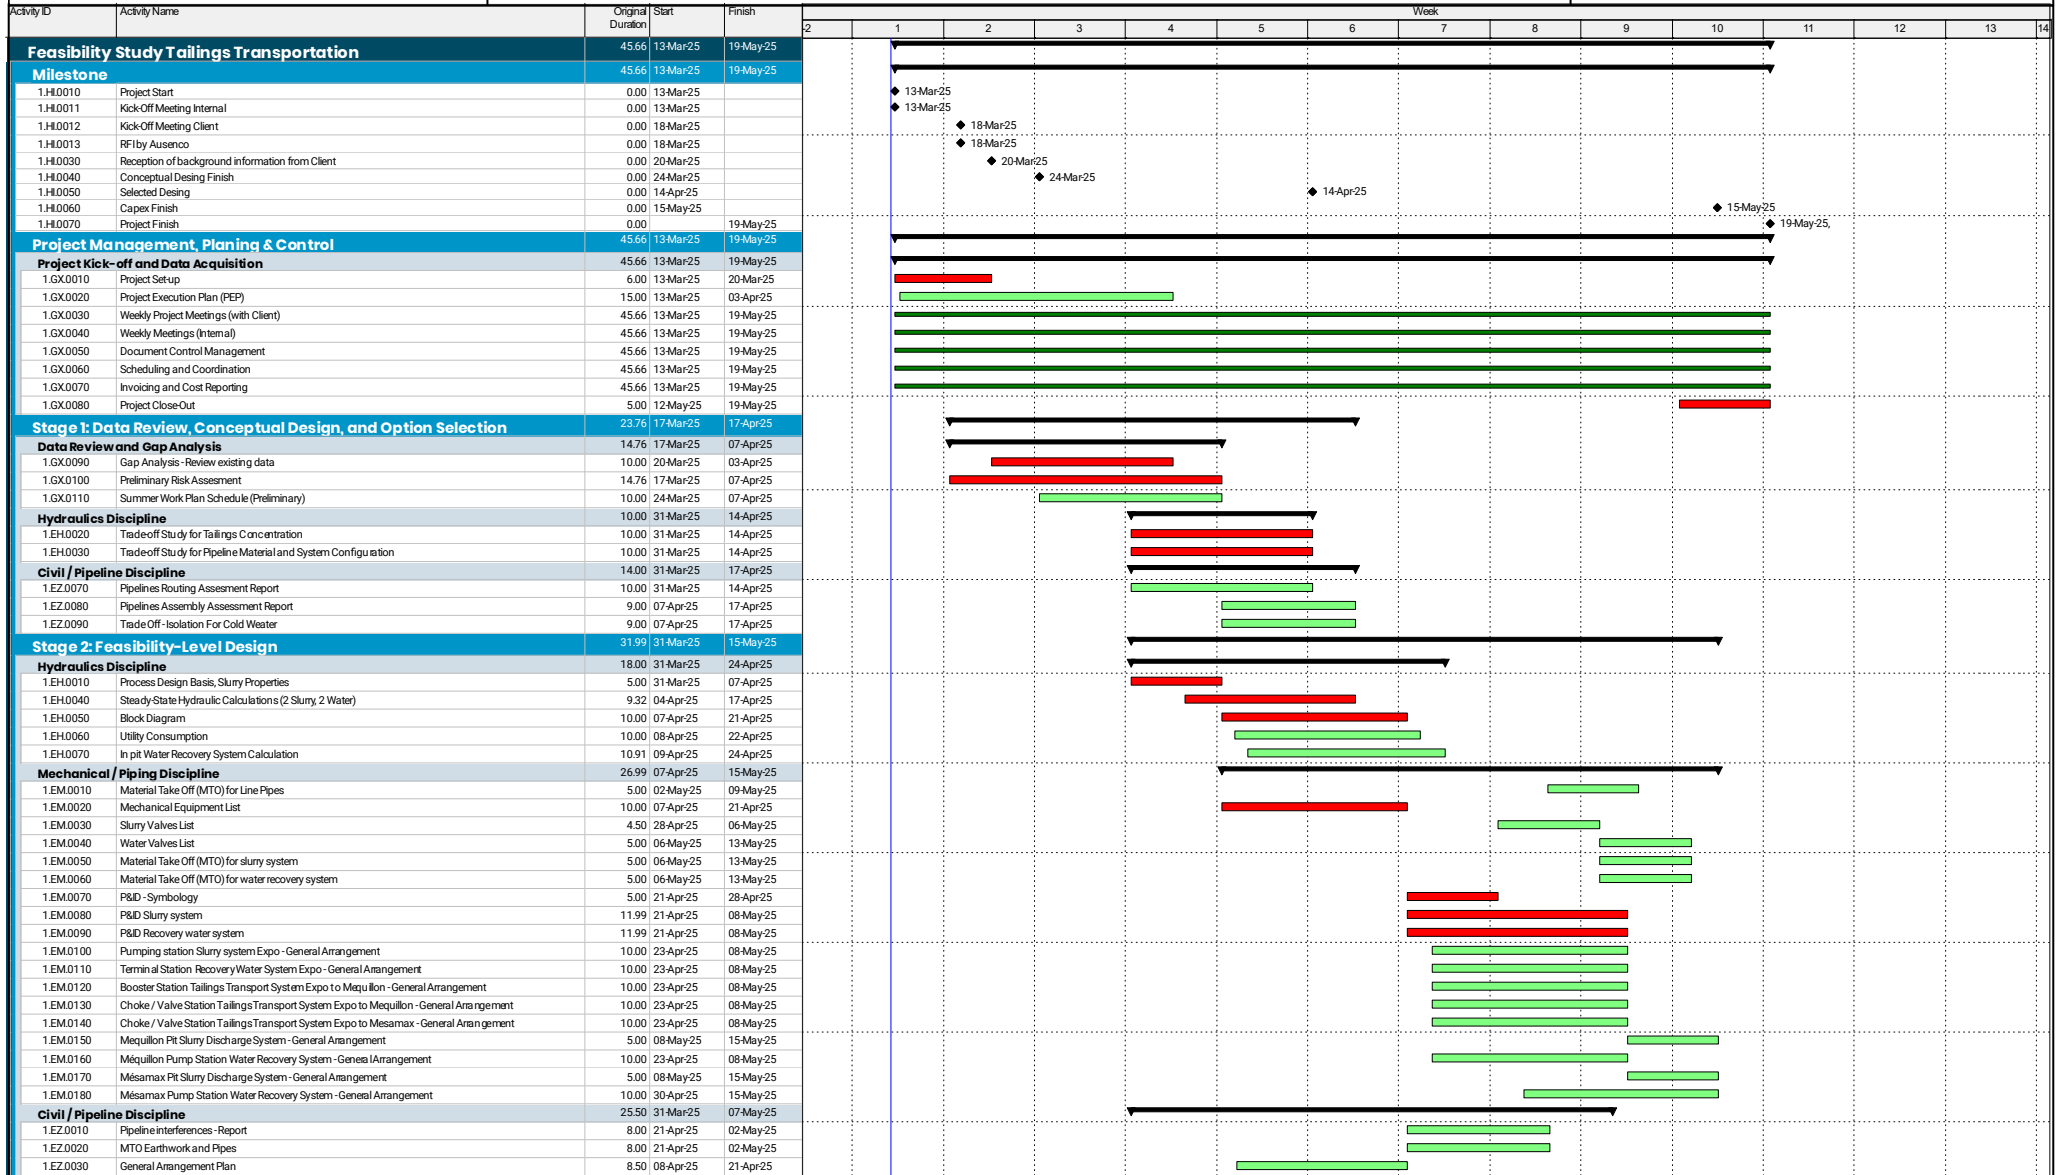 Activity ID Activity Name Original Duration Start Finish Week
-2 1 2 3 4 5 6 7 8 9 10 11 12 13 14
Feasibility Study Tailings Transportation 45.66 13-Mar-25 19-May-25
Milestone 45.66 13-Mar-25 19-May-25
1.HI.0010 Project Start 0.00 13-Mar-25 13-Mar-25
1.HI.0011 Kick-Off Meeting Internal 0.00 13-Mar-25 13-Mar-25
1.HI.0012 Kick-Off Meeting Client 0.00 18-Mar-25 18-Mar-25
1.HI.0013 RFI by Ausenco 0.00 18-Mar-25 18-Mar-25
1.HI.0030 Reception of background information from Client 0.00 20-Mar-25 20-Mar-25
1.HI.0040 Conceptual Desing Finish 0.00 24-Mar-25 24-Mar-25
1.HI.0050 Selected Desing 0.00 14-Apr-25 14-Apr-25
1.HI.0060 Capex Finish 0.00 15-May-25 15-May-25
1.HI.0070 Project Finish 0.00 19-May-25 19-May-25,
Project Management, Planing & Control 45.66 13-Mar-25 19-May-25
Project Kick-off and Data Acquisition 45.66 13-Mar-25 19-May-25
1.GX.0010 Project Set-up 6.00 13-Mar-25 20-Mar-25
1.GX.0020 Project Execution Plan (PEP) 15.00 13-Mar-25 03-Apr-25
1.GX.0030 Weekly Project Meetings (with Client) 45.66 13-Mar-25 19-May-25
1.GX.0040 Weekly Meetings (Internal) 45.66 13-Mar-25 19-May-25
1.GX.0050 Document Control Management 45.66 13-Mar-25 19-May-25
1.GX.0060 Scheduling and Coordination 45.66 13-Mar-25 19-May-25
1.GX.0070 Invoicing and Cost Reporting 45.66 13-Mar-25 19-May-25
1.GX.0080 Project Close-Out 5.00 12-May-25 19-May-25
Stage 1: Data Review, Conceptual Design, and Option Selection 23.76 17-Mar-25 17-Apr-25
Data Review and Gap Analysis 14.76 17-Mar-25 07-Apr-25
1.GX.0090 Gap Analysis - Review existing data 10.00 20-Mar-25 03-Apr-25
1.GX.0100 Preliminary Risk Assesment 14.76 17-Mar-25 07-Apr-25
1.GX.0110 Summer Work Plan Schedule (Preliminary) 10.00 24-Mar-25 07-Apr-25
Hydraulics Discipline 10.00 31-Mar-25 14-Apr-25
1.EH.0020 Trade-off Study for Tailings Concentration 10.00 31-Mar-25 14-Apr-25
1.EH.0030 Trade-off Study for Pipeline Material and System Configuration 10.00 31-Mar-25 14-Apr-25
Civil / Pipeline Discipline 14.00 31-Mar-25 17-Apr-25
1.EZ.0070 Pipelines Routing Assesment Report 10.00 31-Mar-25 14-Apr-25
1.EZ.0080 Pipelines Assembly Assessment Report 9.00 07-Apr-25 17-Apr-25
1.EZ.0090 Trade Off - Isolation For Cold Weater 9.00 07-Apr-25 17-Apr-25
Stage 2: Feasibility-Level Design 31.99 31-Mar-25 15-May-25
Hydraulics Discipline 18.00 31-Mar-25 24-Apr-25
1.EH.0010 Process Design Basis, Slurry Properties 5.00 31-Mar-25 07-Apr-25
1.EH.0040 Steady-State Hydraulic Calculations (2 Slurry, 2 Water) 9.32 04-Apr-25 17-Apr-25
1.EH.0050 Block Diagram 10.00 07-Apr-25 21-Apr-25
1.EH.0060 Utility Consumption 10.00 08-Apr-25 22-Apr-25
1.EH.0070 In pit Water Recovery System Calculation 10.91 09-Apr-25 24-Apr-25
Mechanical / Piping Discipline 26.99 07-Apr-25 15-May-25
1.EM.0010 Material Take Off (MTO) for Line Pipes 5.00 02-May-25 09-May-25
1.EM.0020 Mechanical Equipment List 10.00 07-Apr-25 21-Apr-25
1.EM.0030 Slurry Valves List 4.50 28-Apr-25 06-May-25
1.EM.0040 Water Valves List 5.00 06-May-25 13-May-25
1.EM.0050 Material Take Off (MTO) for slurry system 5.00 06-May-25 13-May-25
1.EM.0060 Material Take Off (MTO) for water recovery system 5.00 06-May-25 13-May-25
1.EM.0070 P&ID - Symbology 5.00 21-Apr-25 28-Apr-25
1.EM.0080 P&ID Slurry system 11.99 21-Apr-25 08-May-25
1.EM.0090 P&ID Recovery water system 11.99 21-Apr-25 08-May-25
1.EM.0100 Pumping station Slurry system Expo - General Arrangement 10.00 23-Apr-25 08-May-25
1.EM.0110 Terminal Station Recovery Water System Expo - General Arrangement 10.00 23-Apr-25 08-May-25
1.EM.0120 Booster Station Tailings Transport System Expo to Mequillon - General Arrangement 10.00 23-Apr-25 08-May-25
1.EM.0130 Choke / Valve Station Tailings Transport System Expo to Mequillon - General Arrangement 10.00 23-Apr-25 08-May-25
1.EM.0140 Choke / Valve Station Tailings Transport System Expo to Mesamax - General Arrangement 10.00 23-Apr-25 08-May-25
1.EM.0150 Mequillon Pit Slurry Discharge System - General Arrangement 5.00 08-May-25 15-May-25
1.EM.0160 Méquillon Pump Station Water Recovery System - General Arrangement 10.00 23-Apr-25 08-May-25
1.EM.0170 Mésamax Pit Slurry Discharge System - General Arrangement 5.00 08-May-25 15-May-25
1.EM.0180 Mésamax Pump Station Water Recovery System - General Arrangement 10.00 30-Apr-25 15-May-25
Civil / Pipeline Discipline 25.50 31-Mar-25 07-May-25
1.EZ.0010 Pipeline interferences - Report 8.00 21-Apr-25 02-May-25
1.EZ.0020 MTO Earthwork and Pipes 8.00 21-Apr-25 02-May-25
1.EZ.0030 General Arrangement Plan 8.50 08-Apr-25 21-Apr-25